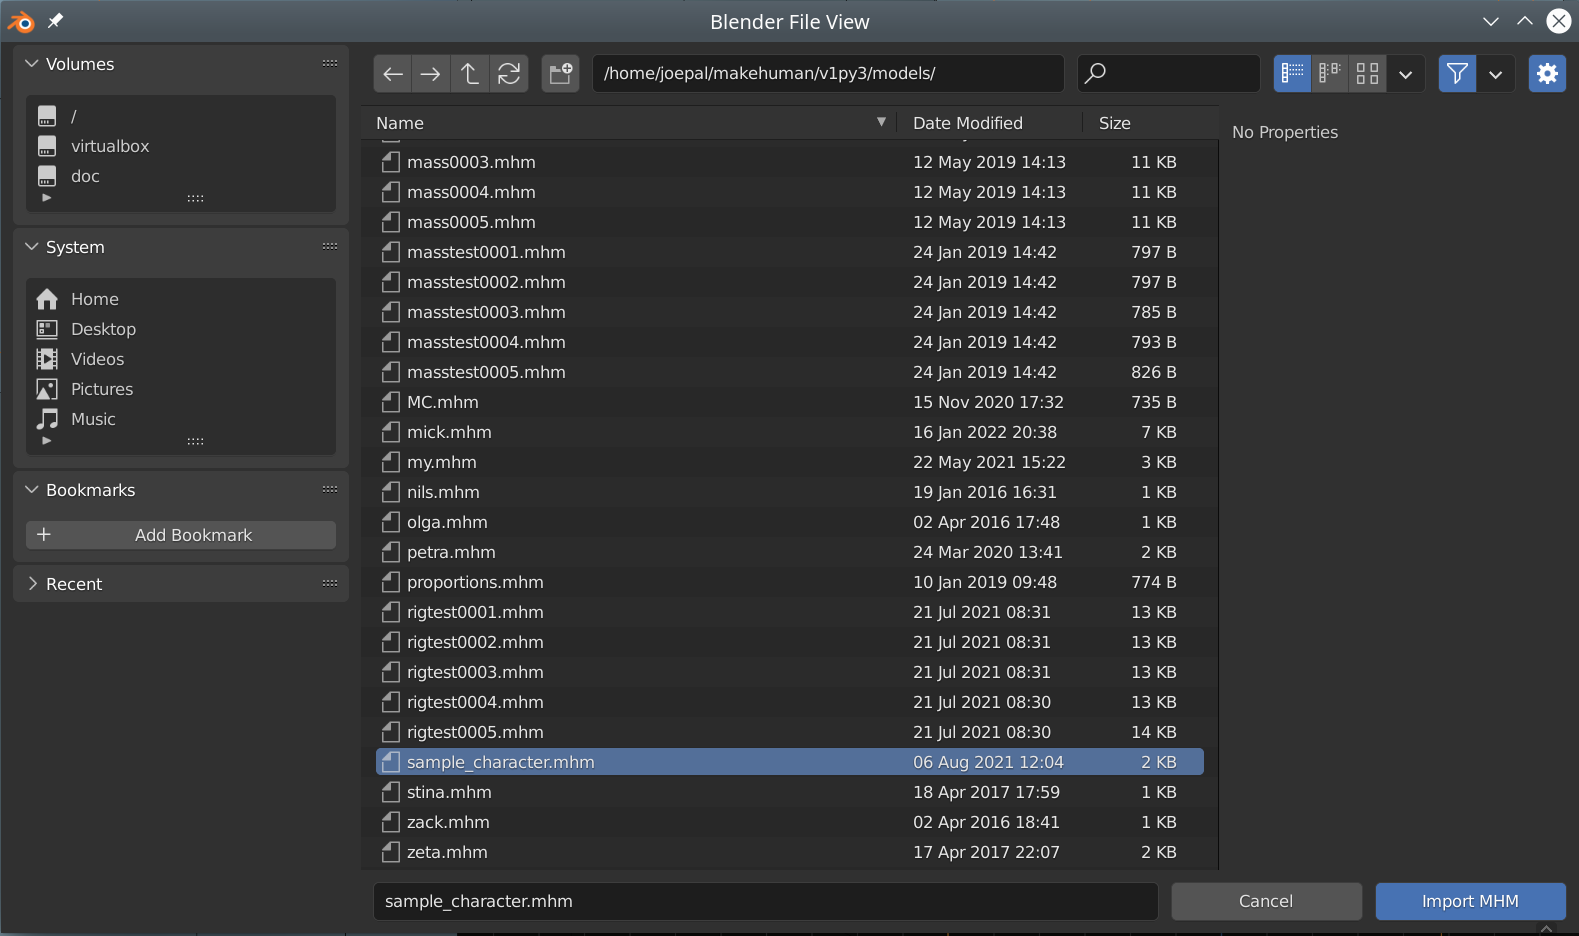 Blender File View
Volumes
/
virtualbox
doc
System
Home
Desktop
Videos
Pictures
Music
Bookmarks
Add Bookmark
Recent
/home/joepal/makehuman/v1py3/models/
Name Date Modified Size
mass0003.mhm 12 May 2019 14:13 11 KB
mass0004.mhm 12 May 2019 14:13 11 KB
mass0005.mhm 12 May 2019 14:13 11 KB
masstest0001.mhm 24 Jan 2019 14:42 797 B
masstest0002.mhm 24 Jan 2019 14:42 797 B
masstest0003.mhm 24 Jan 2019 14:42 785 B
masstest0004.mhm 24 Jan 2019 14:42 793 B
masstest0005.mhm 24 Jan 2019 14:42 826 B
MC.mhm 15 Nov 2020 17:32 735 B
mick.mhm 16 Jan 2022 20:38 7 KB
my.mhm 22 May 2021 15:22 3 KB
nils.mhm 19 Jan 2016 16:31 1 KB
olga.mhm 02 Apr 2016 17:48 1 KB
petra.mhm 24 Mar 2020 13:41 2 KB
proportions.mhm 10 Jan 2019 09:48 774 B
rigtest0001.mhm 21 Jul 2021 08:31 13 KB
rigtest0002.mhm 21 Jul 2021 08:31 13 KB
rigtest0003.mhm 21 Jul 2021 08:31 13 KB
rigtest0004.mhm 21 Jul 2021 08:30 13 KB
rigtest0005.mhm 21 Jul 2021 08:30 14 KB
sample_character.mhm 06 Aug 2021 12:04 2 KB
stina.mhm 18 Apr 2017 17:59 1 KB
zack.mhm 02 Apr 2016 18:41 1 KB
zeta.mhm 17 Apr 2017 22:07 2 KB
No Properties
sample_character.mhm
Cancel
Import MHM